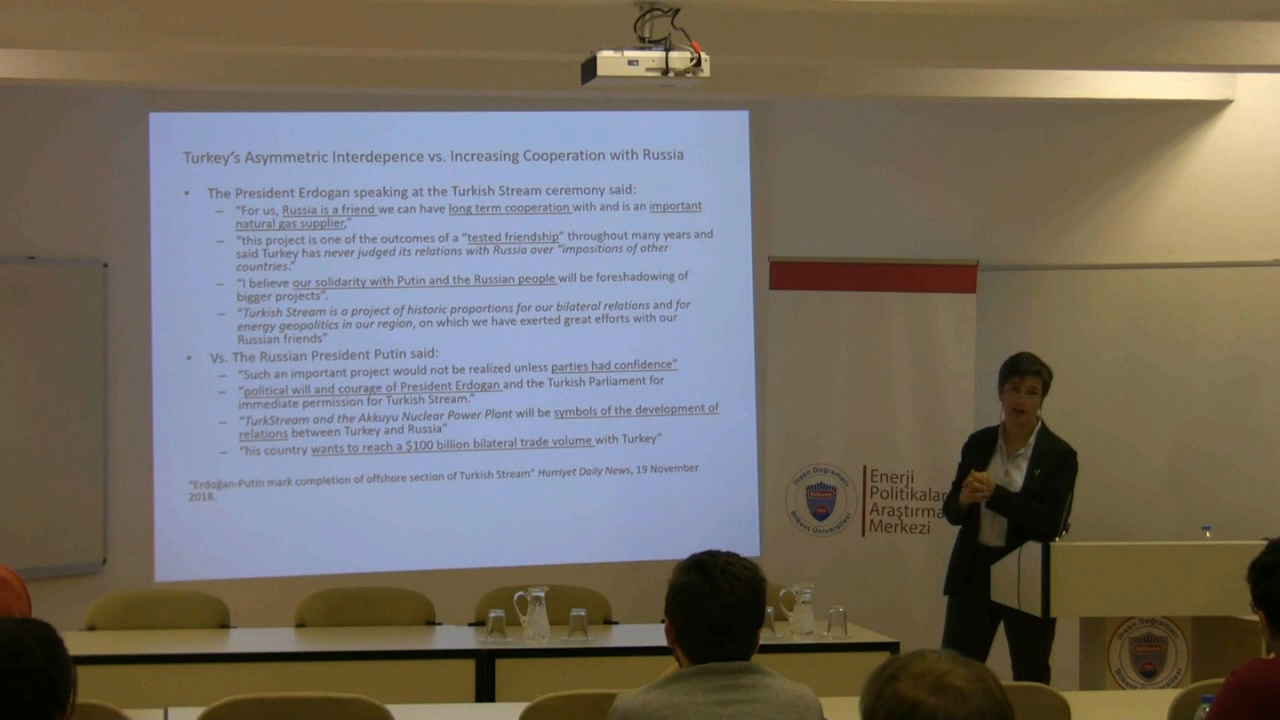 Turkey's Asymmetric Interdepence vs. Increasing Cooperation with Russia
• The President Erdogan speaking at the Turkish Stream ceremony said:
– "For us, Russia is a friend we can have long term cooperation with and is an important
natural gas supplier,"
– "this project is one of the outcomes of a "tested friendship" throughout many years and
said Turkey has never judged its relations with Russia over "impositions of other
countries."
– "I believe our solidarity with Putin and the Russian people will be foreshadowing of
bigger projects".
– "Turkish Stream is a project of historic proportions for our bilateral relations and for
energy geopolitics in our region, on which we have exerted great efforts with our
Russian friends"
• Vs. The Russian President Putin said:
– "Such an important project would not be realized unless parties had confidence"
– "political will and courage of President Erdogan and the Turkish Parliament for
immediate permission for Turkish Stream."
– "TurkStream and the Akkuyu Nuclear Power Plant will be symbols of the development of
relations between Turkey and Russia"
– "his country wants to reach a $100 billion bilateral trade volume with Turkey"
"Erdoğan-Putin mark completion of offshore section of Turkish Stream" Hurriyet Daily News, 19 November
2018.
İhsan Doğramacı
Bilkent Üniversitesi
Enerji
Politikalar
Araştırma
Merkezi
İhsan Doğramacı
Bilkent Üniversitesi